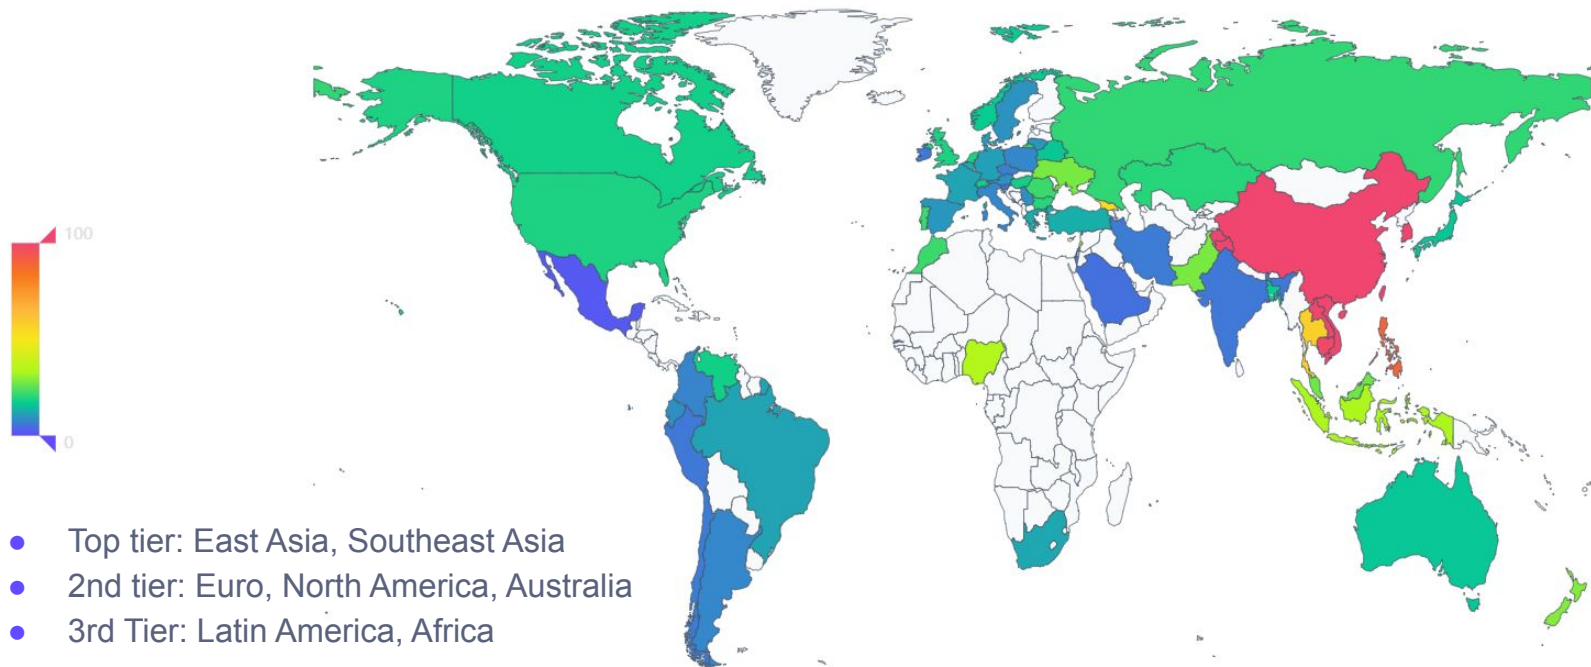 100
0
● Top tier: East Asia, Southeast Asia
● 2nd tier: Euro, North America, Australia
● 3rd Tier: Latin America, Africa